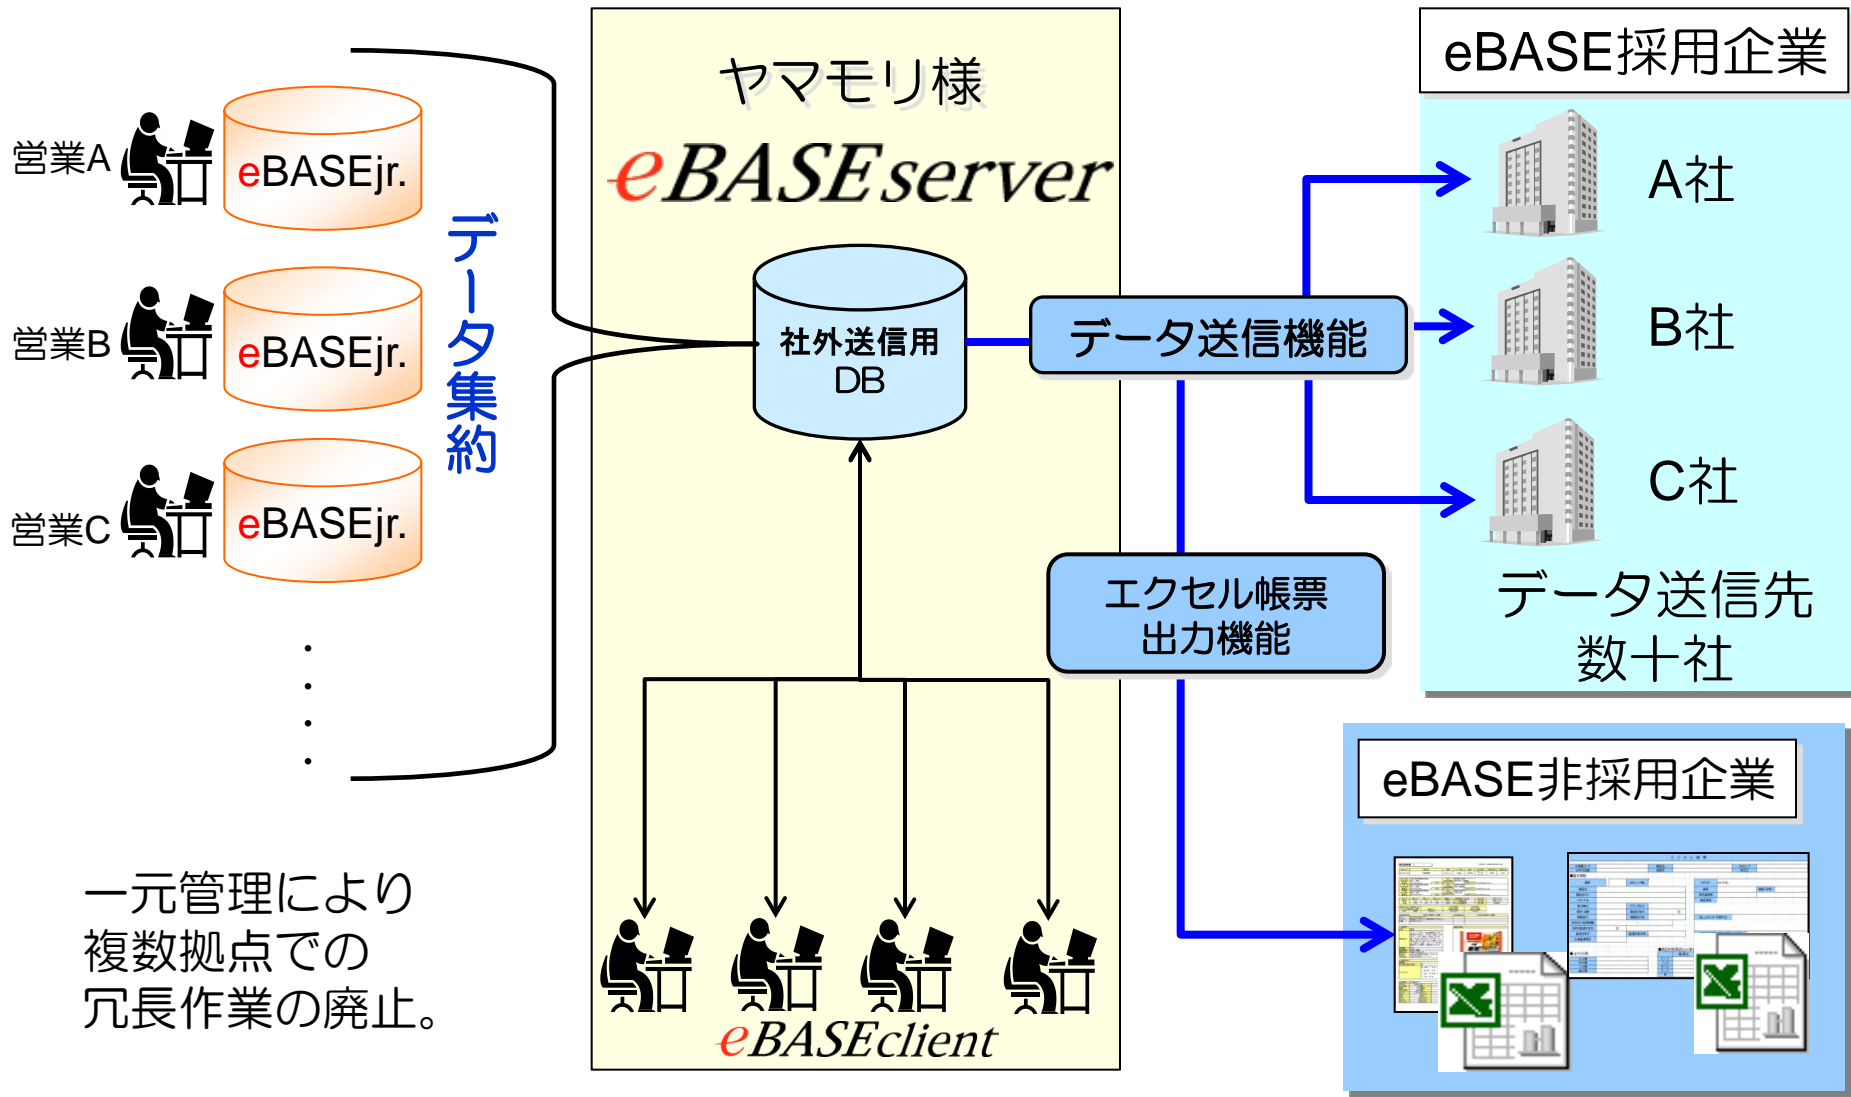 営業A
eBASEjr.
営業B
eBASEjr.
営業C
eBASEjr.
データ集約
一元管理により
複数拠点での
冗長作業の廃止。
ヤマモリ様
eBASEserver
社外送信用
DB
データ送信機能
エクセル帳票
出力機能
eBASEclient
eBASE採用企業
A社
B社
C社
データ送信先
数十社
eBASE非採用企業